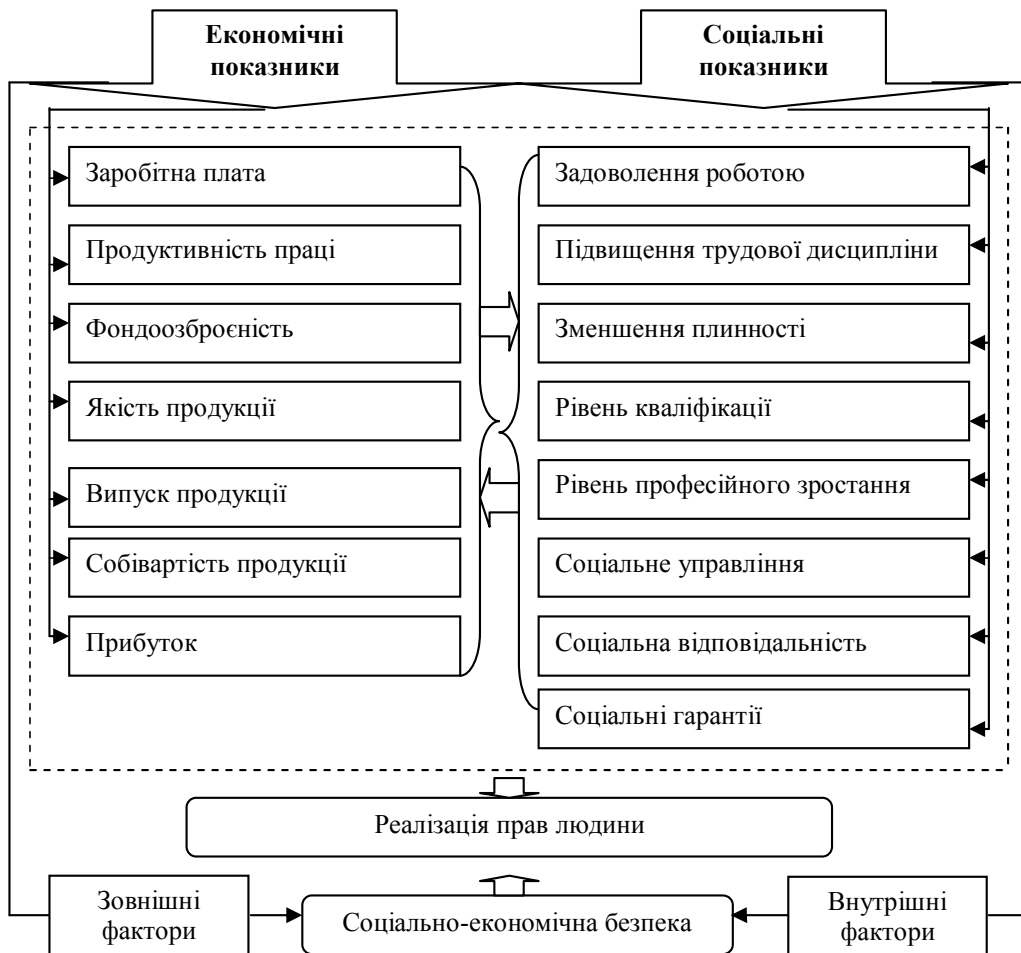 Економічні
показники
Соціальні
показники
Заробітна плата
Продуктивність праці
Фондоозброєність
Якість продукції
Випуск продукції
Собівартість продукції
Прибуток
Задоволення роботою
Підвищення трудової дисципліни
Зменшення плинності
Рівень кваліфікації
Рівень професійного зростання
Соціальне управління
Соціальна відповідальність
Соціальні гарантії
Реалізація прав людини
Зовнішні
фактори
Соціально-економічна безпека
Внутрішні
фактори